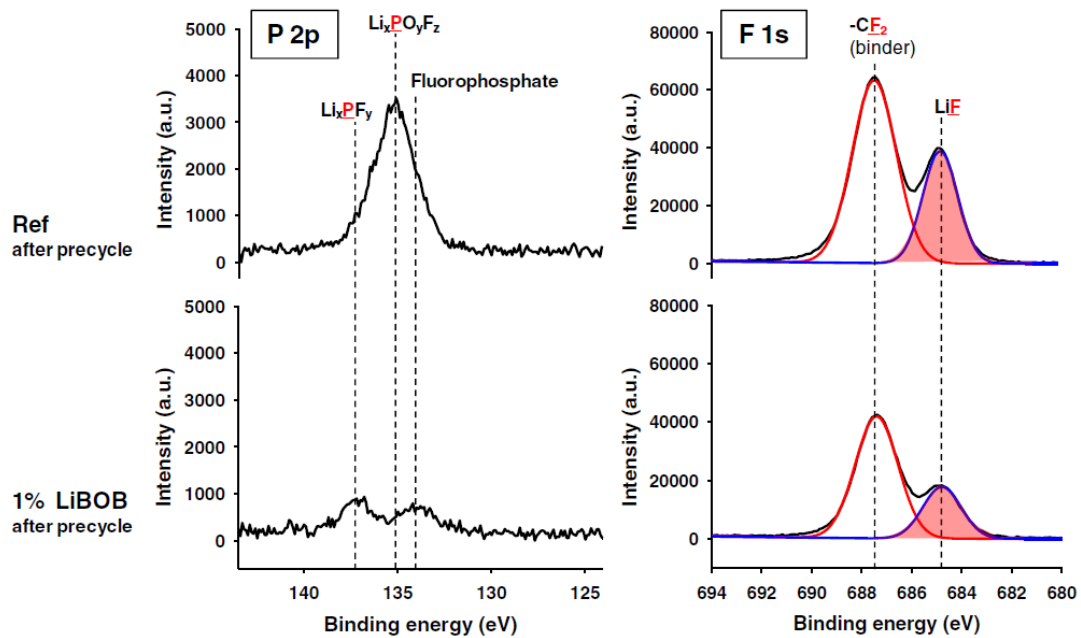 P 2p
LiₓPOᵧF_z
Fluorophosphate
LiₓPFᵧ
Intensity (a.u.)
5000
4000
3000
2000
1000
0
F 1s
-CF₂
(binder)
LiF
Intensity (a.u.)
80000
60000
40000
20000
0
Ref
after precycle
Intensity (a.u.)
5000
4000
3000
2000
1000
0
Intensity (a.u.)
80000
60000
40000
20000
0
1% LiBOB
after precycle
140 135 130 125
Binding energy (eV)
694 692 690 688 686 684 682 680
Binding energy (eV)